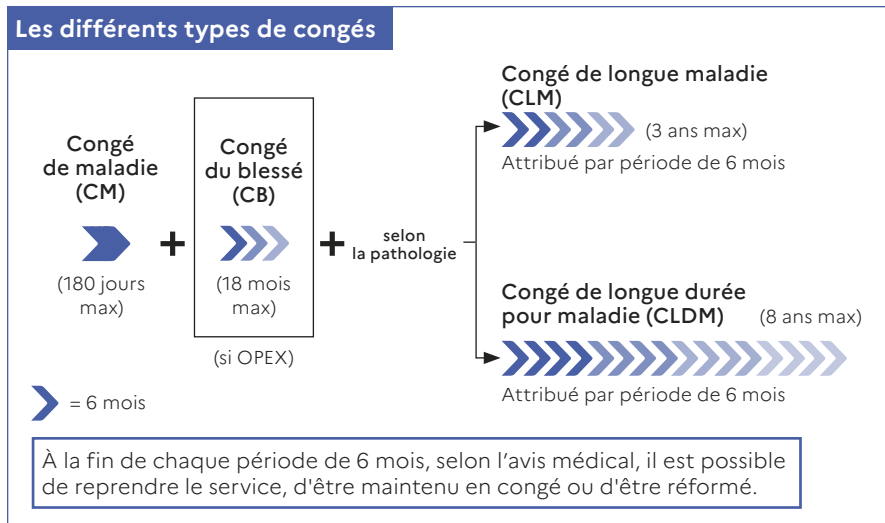 Les différents types de congés
Congé
de maladie
(CM)
(180 jours
max)
+
Congé
du blessé
(CB)
(18 mois
max)
(si OPEX)
+
selon
la pathologie
Congé de longue maladie
(CLM)
(3 ans max)
Attribué par période de 6 mois
Congé de longue durée
pour maladie (CLDM) (8 ans max)
Attribué par période de 6 mois
= 6 mois
À la fin de chaque période de 6 mois, selon l’avis médical, il est possible
de reprendre le service, d'être maintenu en congé ou d'être réformé.